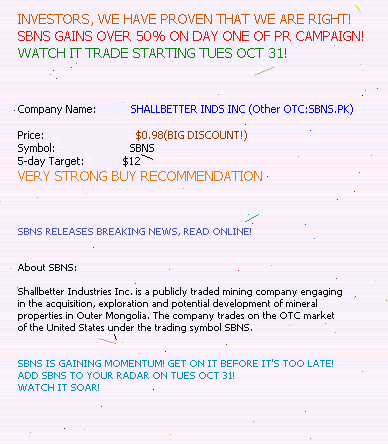 INVESTORS, WE HAVE PROVEN THAT WE ARE RIGHT!
SBNS GAINS OVER 50% ON DAY ONE OF PR CAMPAIGN!
WATCH IT TRADE STARTING TUES OCT 31!
Company Name: SHALLBETTER INDS INC (Other OTC:SBNS.PK)
Price: $0.98(BIG DISCOUNT!)
Symbol: SBNS
5-day Target: $12
VERY STRONG BUY RECOMMENDATION
SBNS RELEASES BREAKING NEWS, READ ONLINE!
About SBNS:
Shallbetter Industries Inc. is a publicly traded mining company engaging
in the acquisition, exploration and potential development of mineral
properties in Outer Mongolia. The company trades on the OTC market
of the United States under the trading symbol SBNS.
SBNS IS GAINING MOMENTUM! GET ON IT BEFORE IT'S TOO LATE!
ADD SBNS TO YOUR RADAR ON TUES OCT 31!
WATCH IT SOAR!